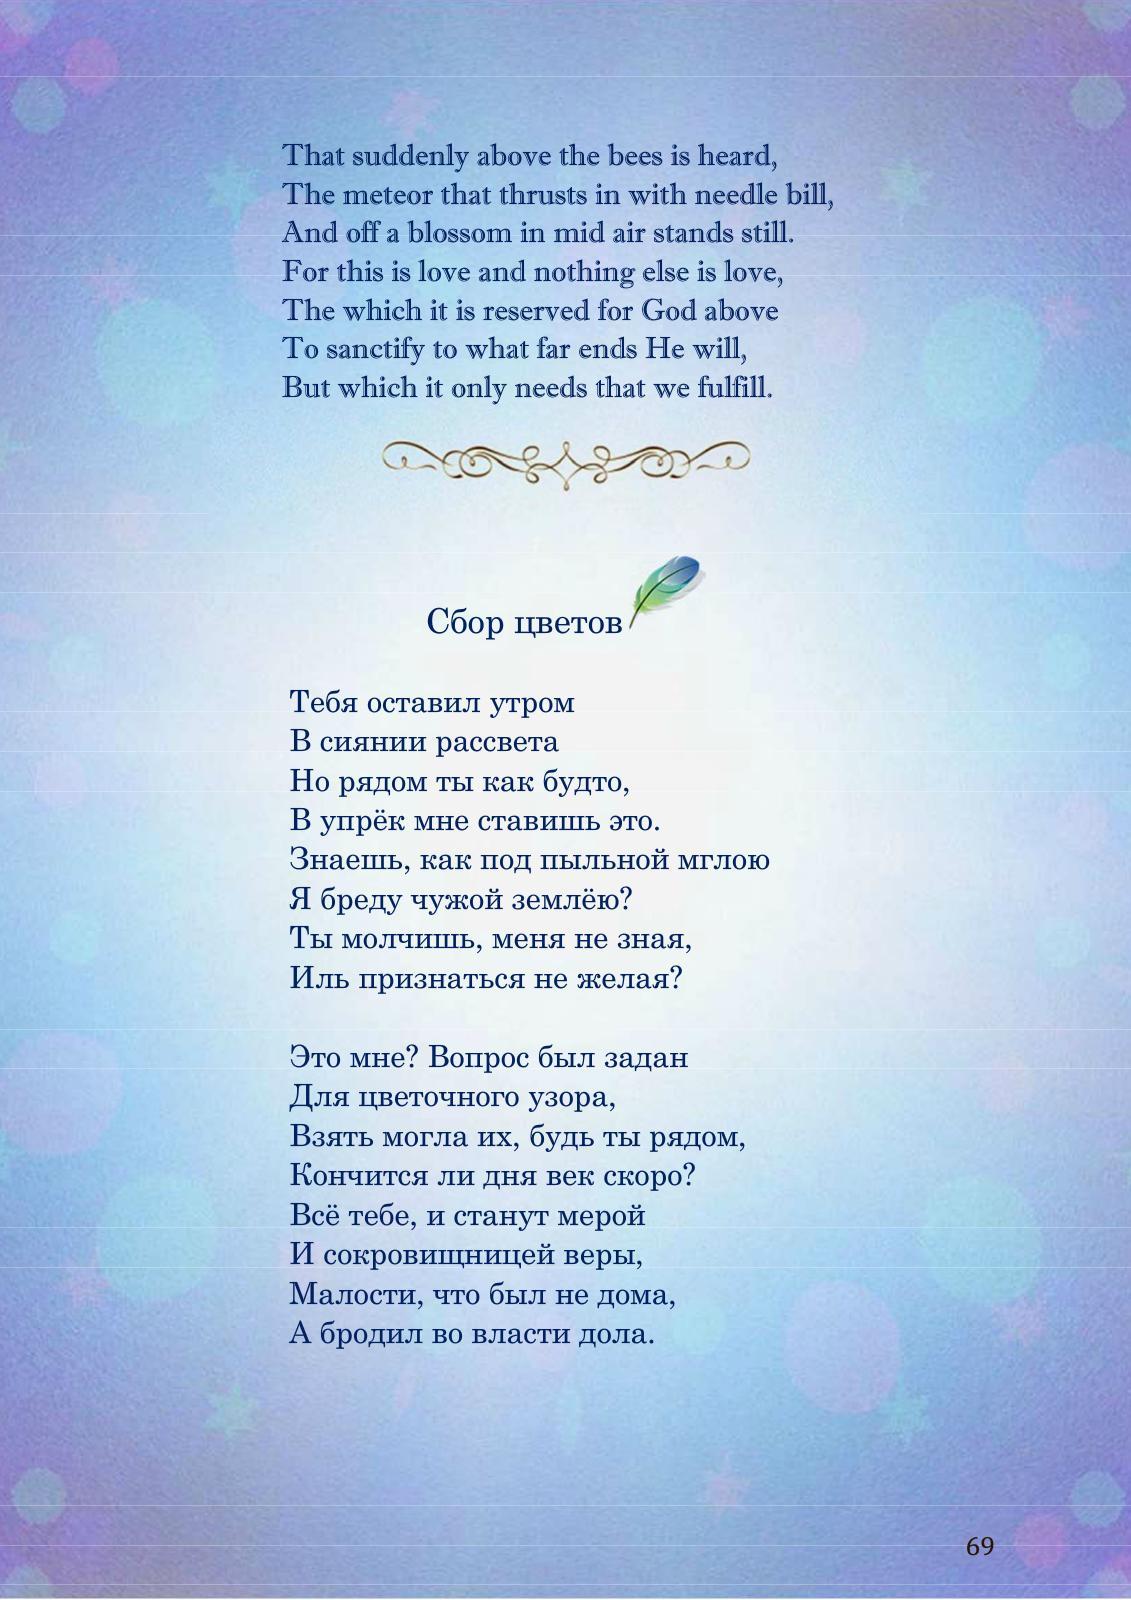 That suddenly above the bees is heard,
The meteor that thrusts in with needle bill,
And off a blossom in mid air stands still.
For this is love and nothing else is love,
The which it is reserved for God above
To sanctify to what far ends He will,
But which it only needs that we fulfill.
Сбор цветов
Тебя оставил утром
В сиянии рассвета
Но рядом ты как будто,
В упрёк мне ставишь это.
Знаешь, как под пыльной мглою
Я бреду чужой землёю?
Ты молчишь, меня не зная,
Иль признаться не желая?
Это мне? Вопрос был задан
Для цветочного узора,
Взять могла их, будь ты рядом,
Кончится ли дня век скоро?
Всё тебе, и станут мерой
И сокровищницей веры,
Малости, что был не дома,
А бродил во власти дола.
69